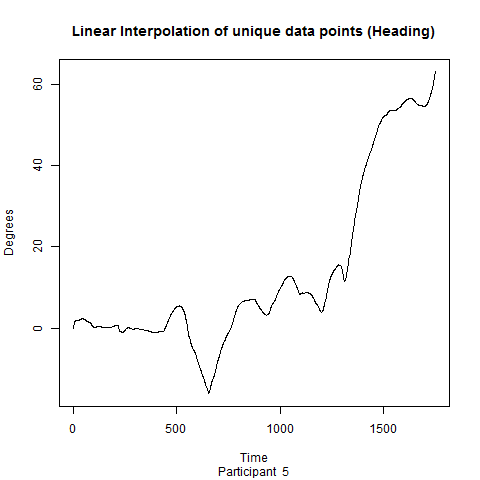 Linear Interpolation of unique data points (Heading)
60
40
20
0
Degrees
0 500 1000 1500
Time
Participant 5